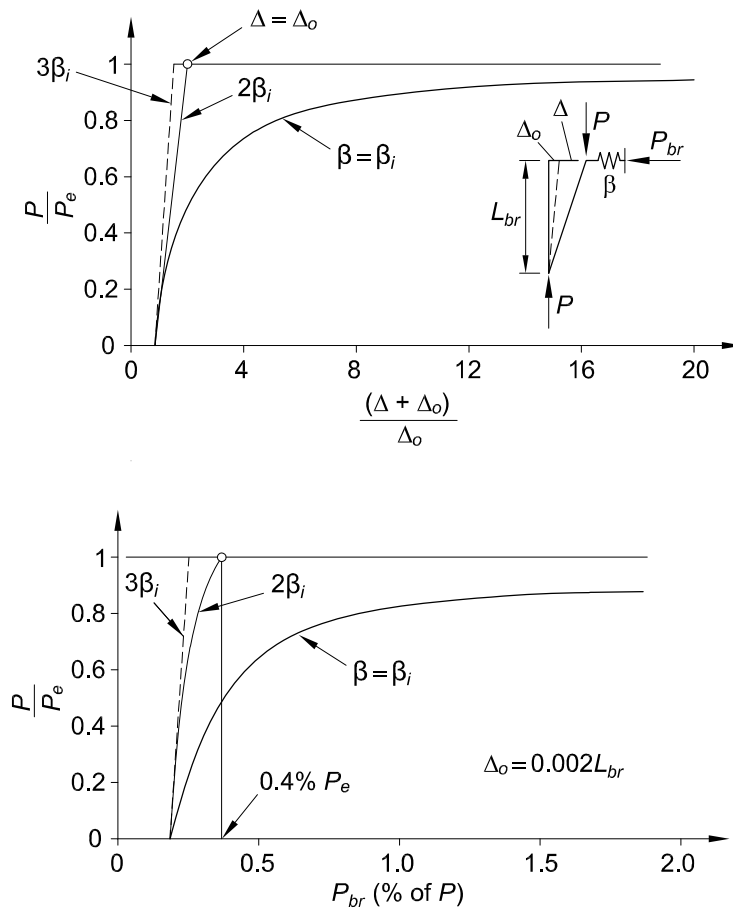 Δ = Δo
1
3βi
2βi
0.8
β = βi
0.6
P/Pe
0.4
0.2
0
Δo
Δ
P
Pbr
β
Lbr
P
0 4 8 12 16 20
(Δ + Δo)
Δo
1
3βi
2βi
0.8
β = βi
0.6
P/Pe
0.4
0.2
0
0.4% Pe
Δo = 0.002Lbr
0 0.5 1.0 1.5 2.0
Pbr (% of P)